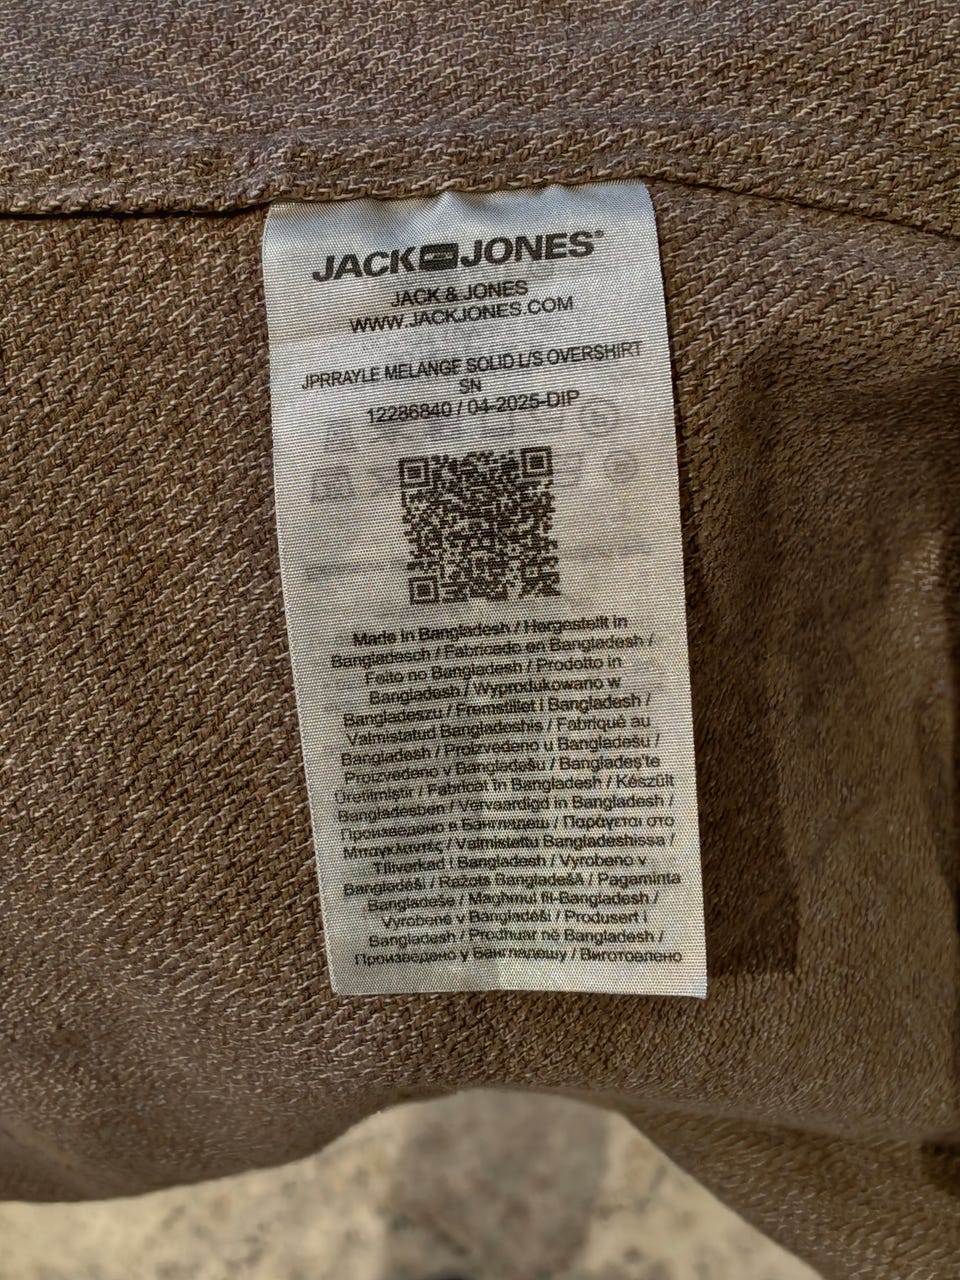 JACK JONES®
JACK & JONES
WWW.JACKJONES.COM
JPRRAYLE MELANGE SOLID L/S OVERSHIRT
SN
12286840 / 04-2025-DIP
Made in Bangladesh / Hergestellt in
Bangladesch / Fabricado en Bangladesh /
Feito no Bangladesh / Prodotto in
Bangladesh / Wyprodukowano w
Bangladeszu / Fremstillet i Bangladesh /
Valmistatud Bangladeshis / Fabriqué au
Bangladesh / Proizvedeno u Bangladešu /
Proizvedeno v Bangladešu / Bangladeş'te
Üretilmiştir / Fabricat în Bangladesh / Készült
Bangladesben / Vervaardigd in Bangladesh /
Произведено в Бангладеш / Παράγεται στο
Μπαγκλαντές / Valmistettu Bangladeshissa /
Tillverkad i Bangladesh / Vyrobeno v
Bangladéši / Ražots Bangladešā / Pagaminta
Bangladeše / Magħmul fil-Bangladesh /
Vyrobené v Bangladéši / Produsert i
Bangladesh / Prodhuar në Bangladesh /
Произведено у Бангладешу / Виготовлено